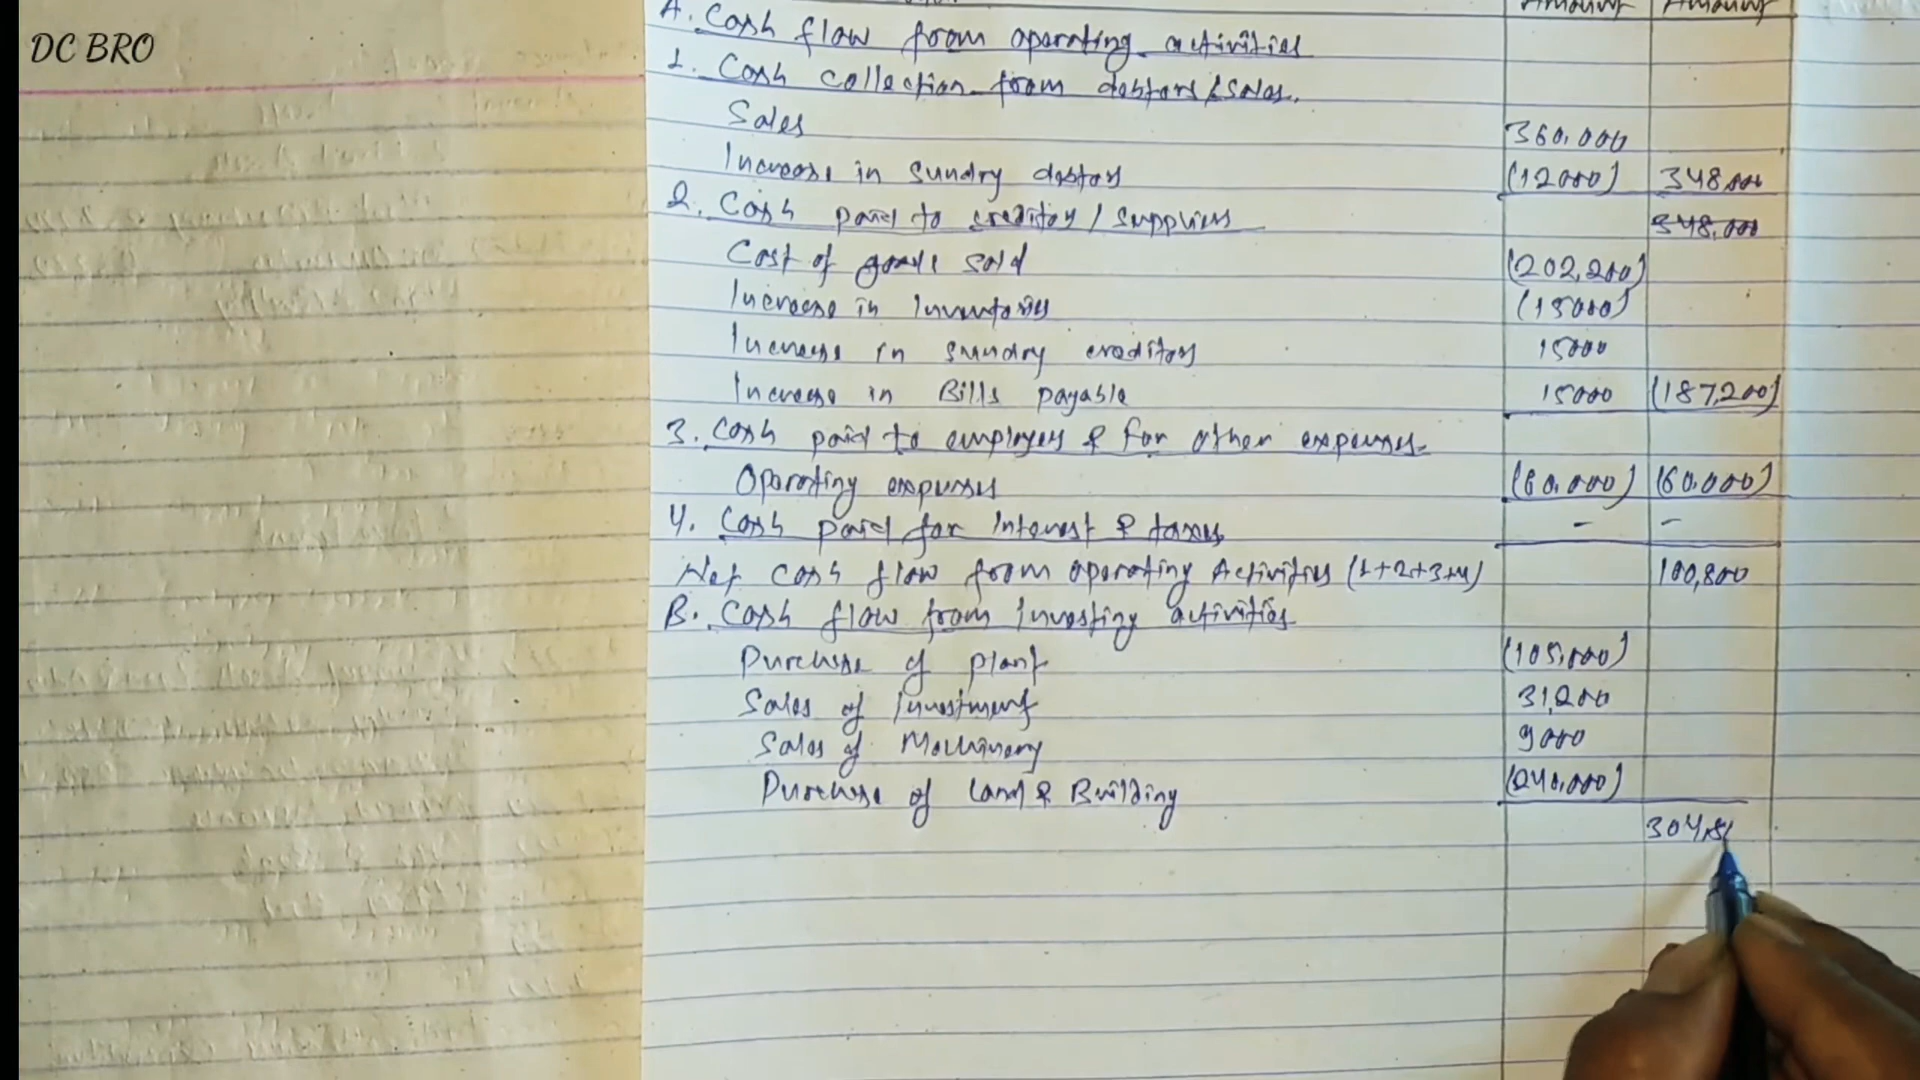 DC BRO
Amount Amount
A. Cash flow from operating activities
1. Cash collection from debtors / Sales.
Sales 360,000
Increase in Sundry debtors (12000) 348,000
2. Cash paid to creditors / Suppliers 348,000
Cost of goods sold (202,200)
Increase in Inventories (15000)
Increase in sundry creditors 15000
Increase in Bills payable 15000 (187,200)
3. Cash paid to employees & for other expenses.
Operating expenses (60,000) (60,000)
4. Cash paid for Interest & taxes - -
Net cash flow from operating Activities (1+2+3+4) 100,800
B. Cash flow from Investing activities
Purchase of plant (105,000)
Sales of Investment 31,200
Sales of Machinery 9000
Purchase of Land & Building (240,000)
304,8